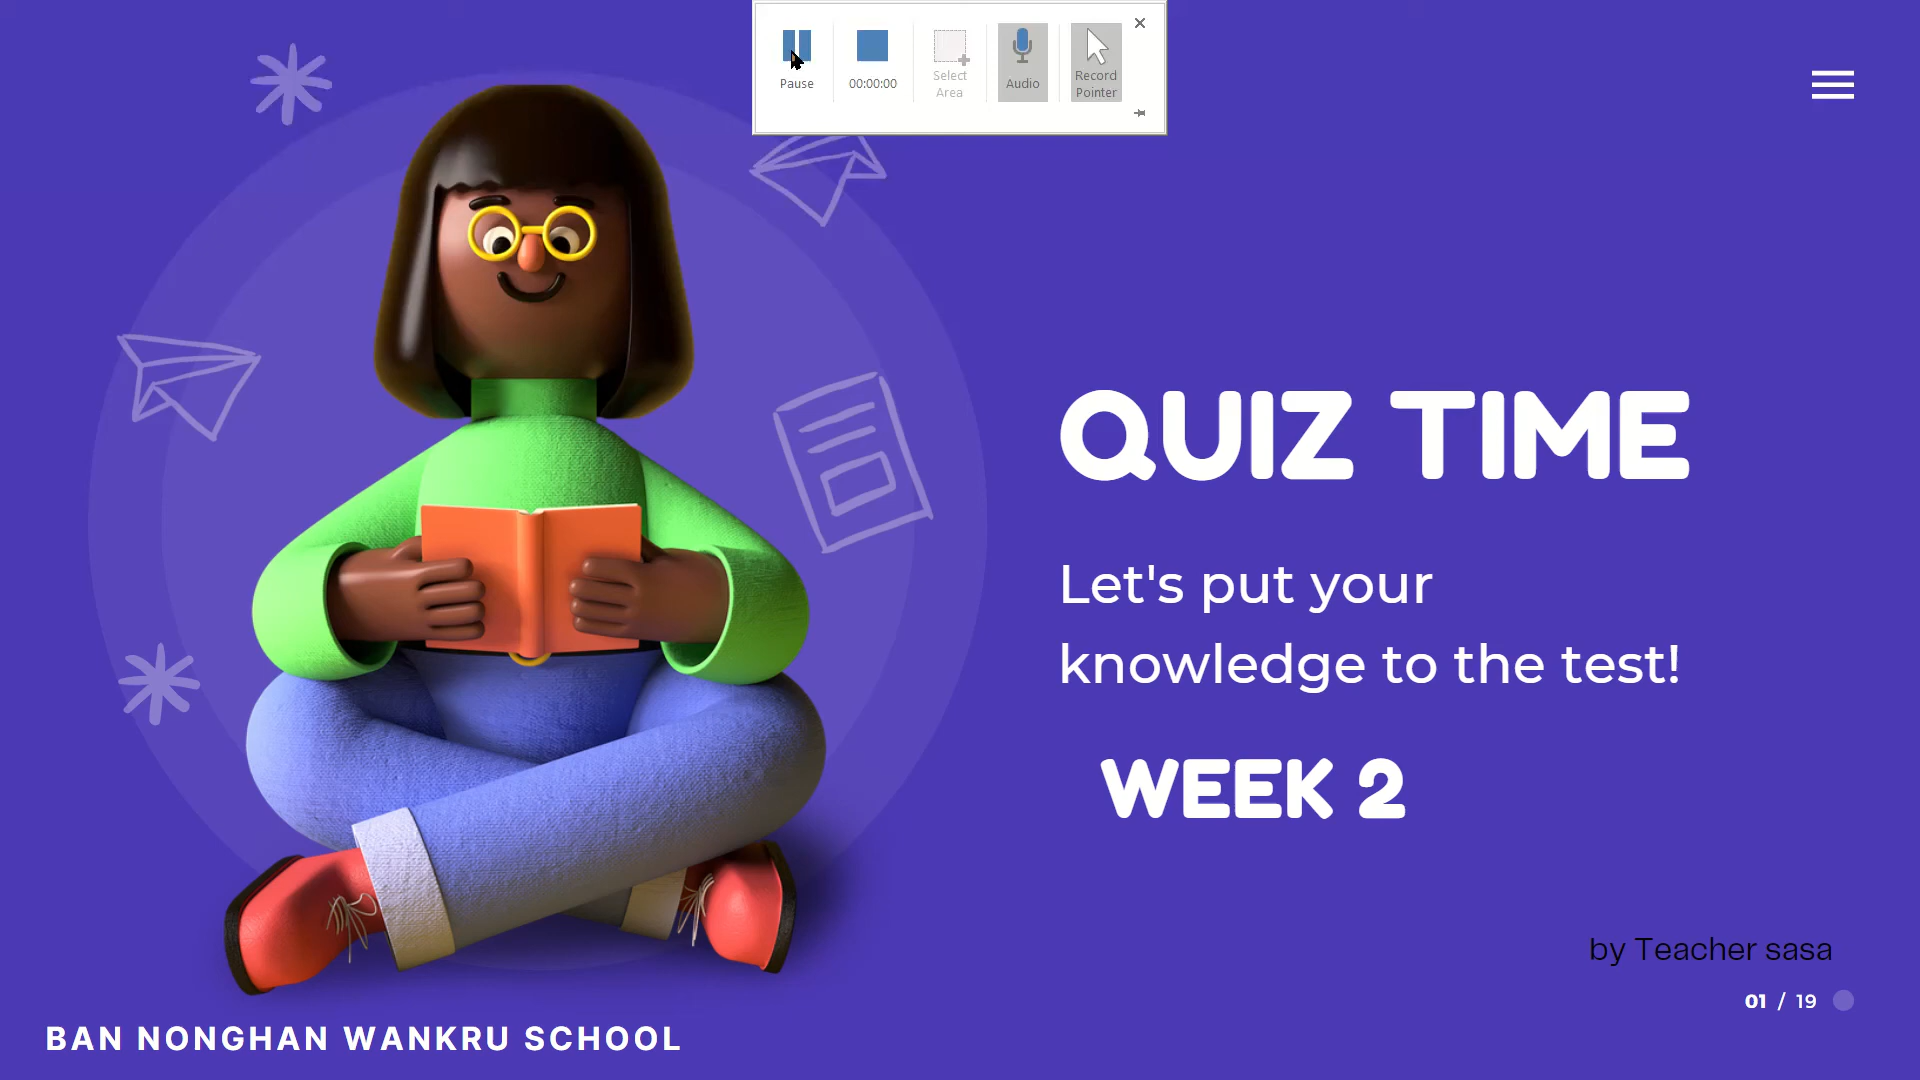 Pause
00:00:00
Select
Area
Audio
Record
Pointer
QUIZ TIME
Let's put your
knowledge to the test!
WEEK 2
by Teacher sasa
01 / 19
BAN NONGHAN WANKRU SCHOOL